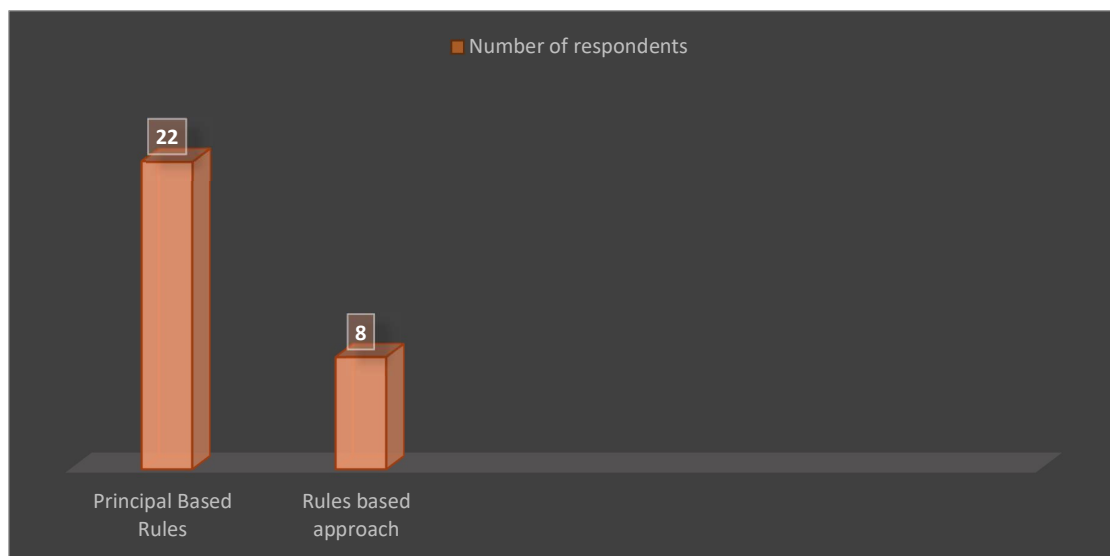 Number of respondents
22
8
Principal Based
Rules
Rules based
approach